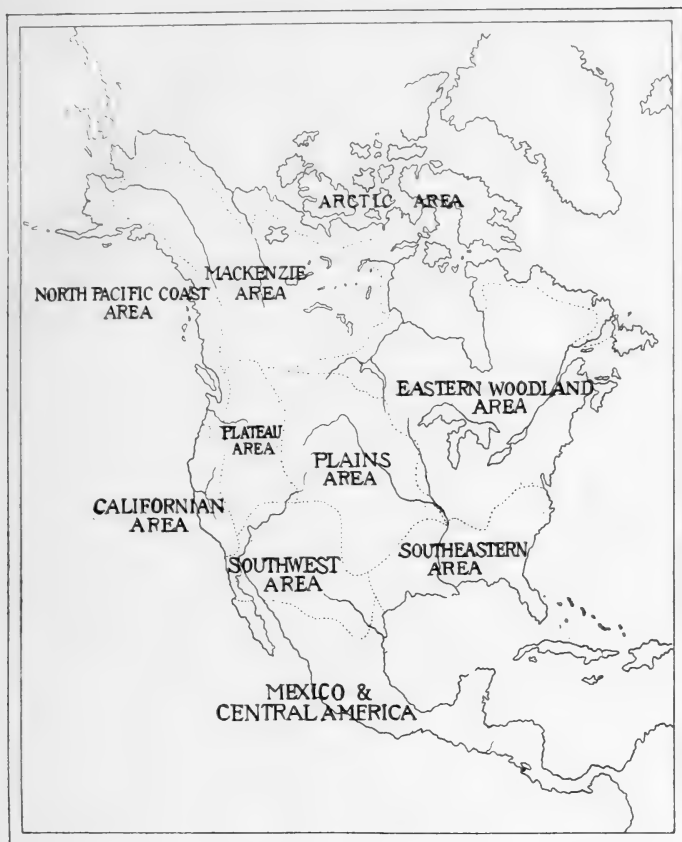 ARCTIC AREA
MACKENZIE
AREA
NORTH PACIFIC COAST
AREA
EASTERN WOODLAND
AREA
PLATEAU
AREA
PLAINS
AREA
CALIFORNIAN
AREA
SOUTHEASTERN
AREA
SOUTHWEST
AREA
MEXICO &
CENTRAL AMERICA